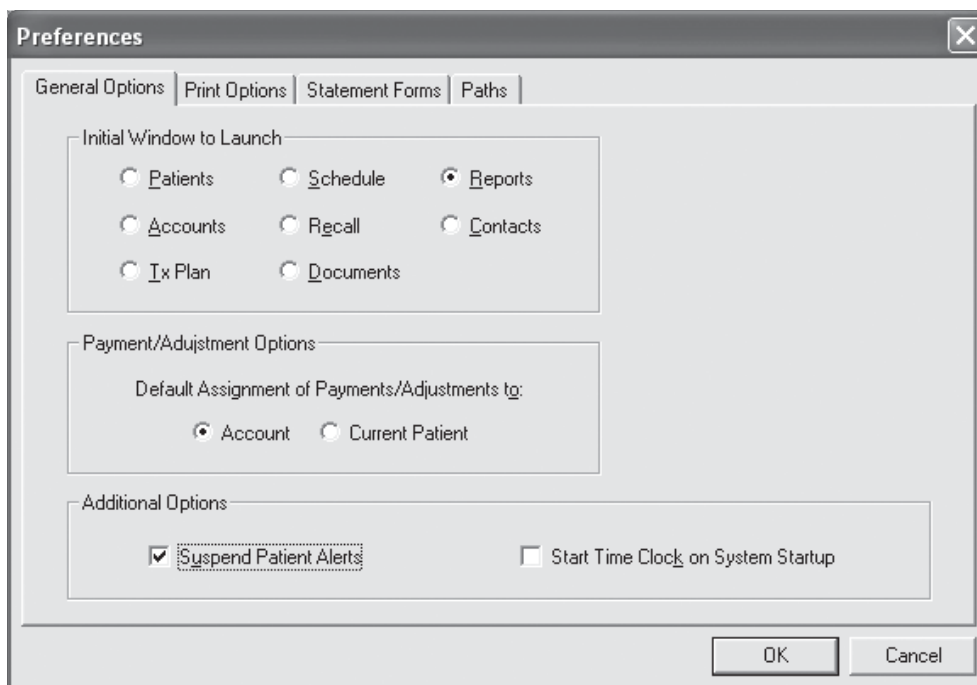 Preferences
General Options Print Options Statement Forms Paths
Initial Window to Launch
Patients Schedule Reports
Accounts Recall Contacts
Tx Plan Documents
Payment/Adujstment Options
Default Assignment of Payments/Adjustments to:
Account Current Patient
Additional Options
Suspend Patient Alerts Start Time Clock on System Startup
OK Cancel